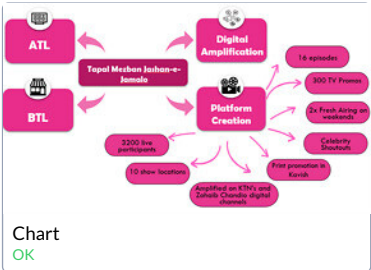 ATL
Digital
Amplification
Tapal Mezban Jashan-e-
Jamalo
BTL
Platform
Creation
16 episodes
300 TV Promos
2x Fresh Airing on
weekends
Celebrity
Shoutouts
Print promotion in
Kavish
Amplified on KTN's and
Zohaib Chandio digital
channels
10 show locations
3200 live
participants
Chart
OK